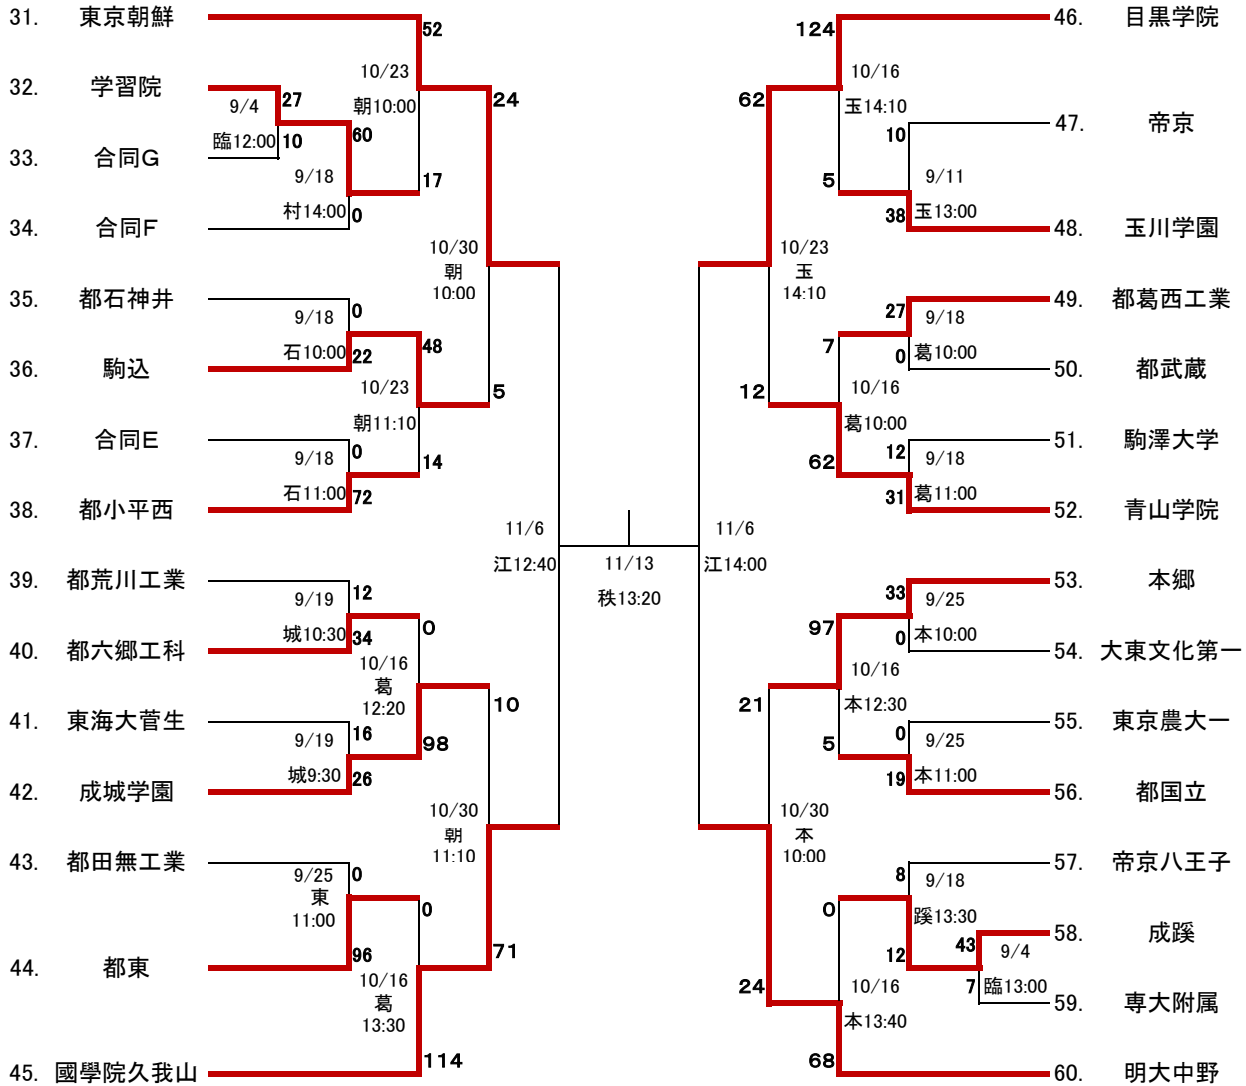 31. 東京朝鮮
52
10/23
朝10:00
32. 学習院
27
9/4
臨12:00
10
33. 合同G
60
9/18
村14:00
0
17
34. 合同F
24
10/30
朝
10:00
35. 都石神井
0
9/18
石10:00
22
36. 駒込
48
10/23
朝11:10
5
37. 合同E
0
9/18
石11:00
72
14
38. 都小平西
11/6
江12:40
39. 都荒川工業
12
9/19
城10:30
34
40. 都六郷工科
0
10/16
葛
12:20
10
41. 東海大菅生
16
9/19
城9:30
26
98
42. 成城学園
10/30
朝
11:10
43. 都田無工業
0
9/25
東
11:00
96
44. 都東
0
10/16
葛
13:30
71
45. 國學院久我山
114
11/13
秩13:20
46. 目黒学院
124
10/16
玉14:10
62
47. 帝京
10
9/11
玉13:00
38
5
48. 玉川学園
10/23
玉
14:10
49. 都葛西工業
27
9/18
葛10:00
0
7
50. 都武蔵
10/16
葛10:00
12
51. 駒澤大学
12
9/18
葛11:00
31
62
52. 青山学院
11/6
江14:00
53. 本郷
33
9/25
本10:00
0
97
54. 大東文化第一
10/16
本12:30
21
55. 東京農大一
0
9/25
本11:00
19
5
56. 都国立
10/30
本
10:00
57. 帝京八王子
8
9/18
蹊13:30
12
0
58. 成蹊
43
9/4
臨13:00
7
59. 専大附属
10/16
本13:40
24
68
60. 明大中野